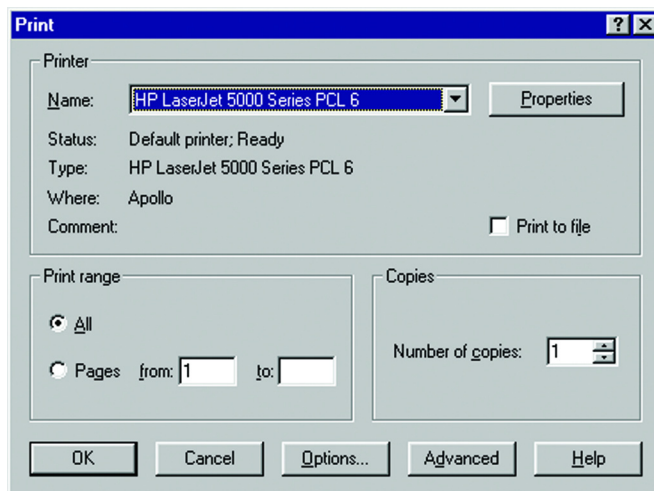 Print
Printer
Name: HP LaserJet 5000 Series PCL 6 Properties
Status: Default printer; Ready
Type: HP LaserJet 5000 Series PCL 6
Where: Apollo
Comment: Print to file
Print range Copies
All
Number of copies: 1
Pages from: 1 to:
OK Cancel Options... Advanced Help